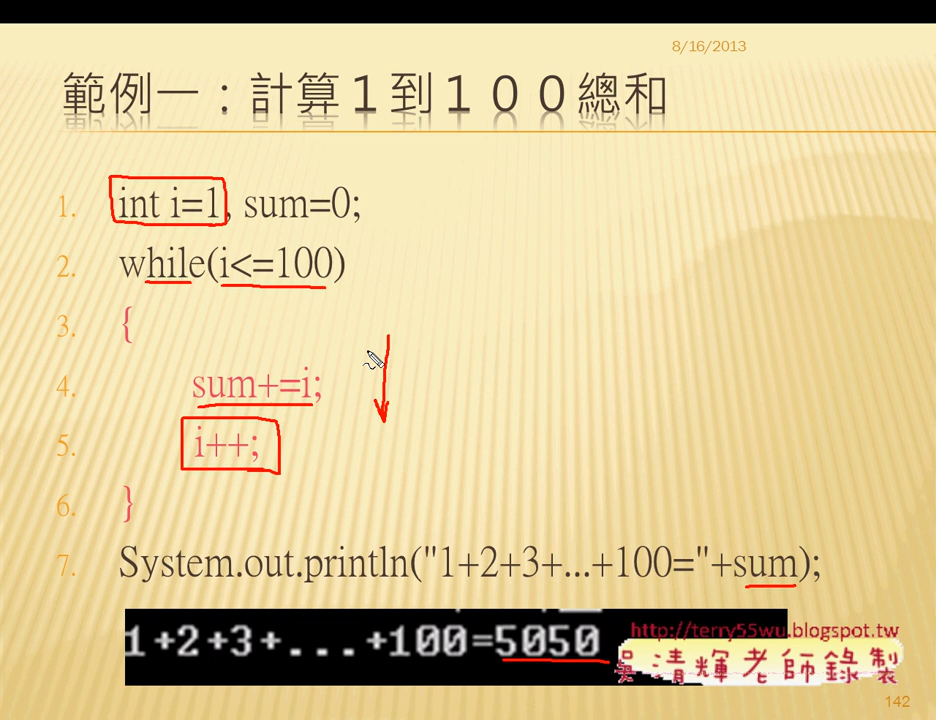 8/16/2013
範例一：計算１到１００總和
1. int i=1, sum=0;
2. while(i<=100)
3. {
4. sum+=i;
5. i++;
6. }
7. System.out.println("1+2+3+...+100="+sum);
1+2+3+...+100=5050
http://terry55wu.blogspot.tw
吳清輝老師錄製
142